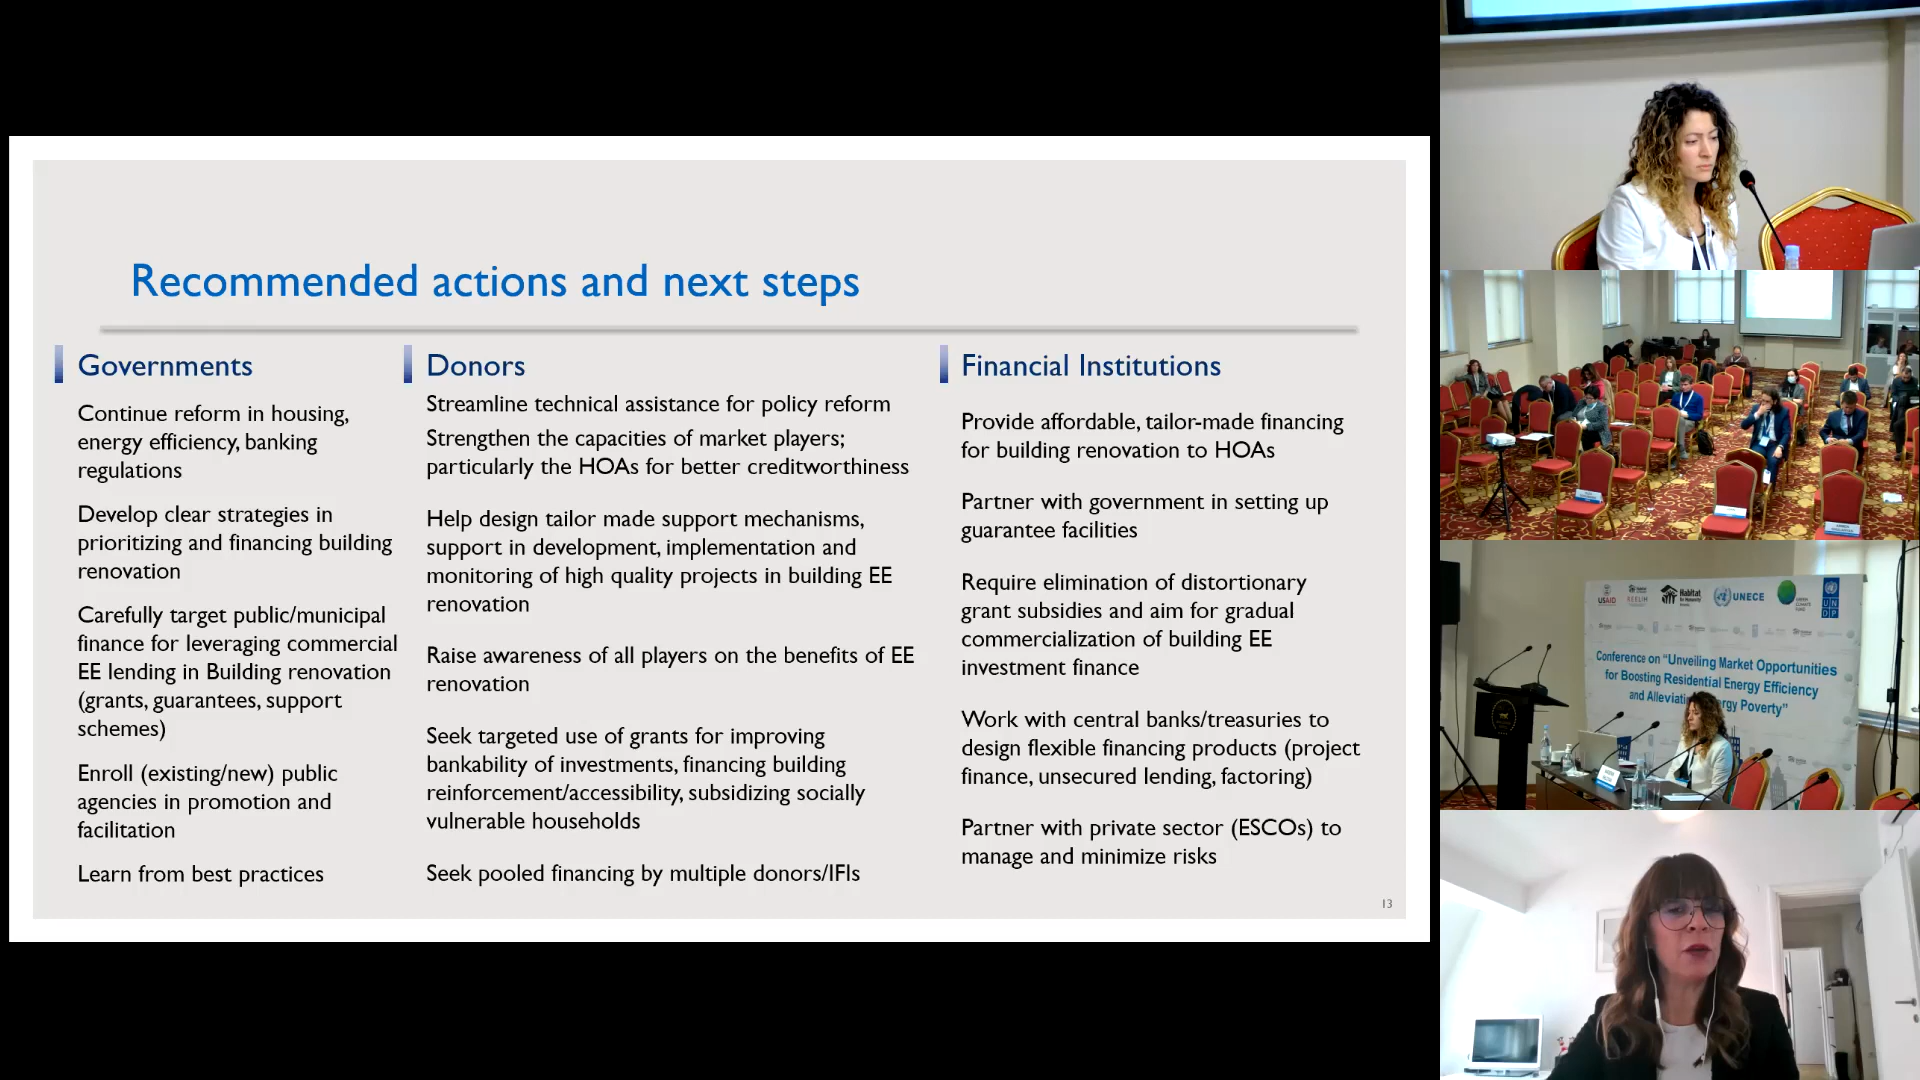 Recommended actions and next steps
Governments
Continue reform in housing,
energy efficiency, banking
regulations
Develop clear strategies in
prioritizing and financing building
renovation
Carefully target public/municipal
finance for leveraging commercial
EE lending in Building renovation
(grants, guarantees, support
schemes)
Enroll (existing/new) public
agencies in promotion and
facilitation
Learn from best practices
Donors
Streamline technical assistance for policy reform
Strengthen the capacities of market players;
particularly the HOAs for better creditworthiness
Help design tailor made support mechanisms,
support in development, implementation and
monitoring of high quality projects in building EE
renovation
Raise awareness of all players on the benefits of EE
renovation
Seek targeted use of grants for improving
bankability of investments, financing building
reinforcement/accessibility, subsidizing socially
vulnerable households
Seek pooled financing by multiple donors/IFIs
Financial Institutions
Provide affordable, tailor-made financing
for building renovation to HOAs
Partner with government in setting up
guarantee facilities
Require elimination of distortionary
grant subsidies and aim for gradual
commercialization of building EE
investment finance
Work with central banks/treasuries to
design flexible financing products (project
finance, unsecured lending, factoring)
Partner with private sector (ESCOs) to
manage and minimize risks
13
USAID
Habitat
UNECE
UN
DP
Conference on "Unveiling Market Opportunities
for Boosting Residential Energy Efficiency
and Poverty"